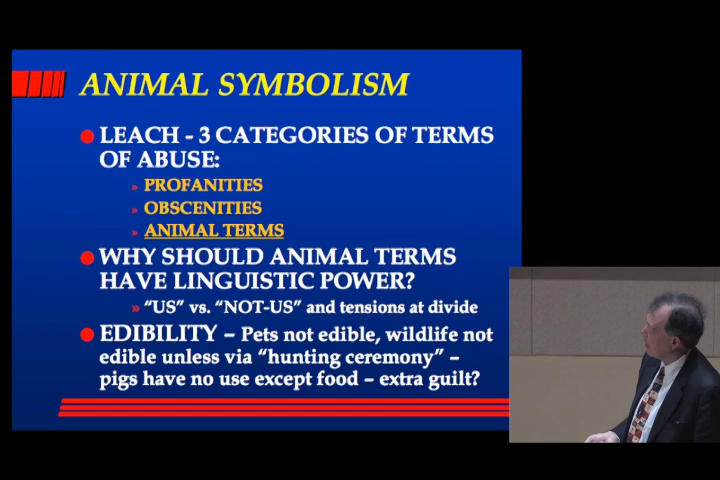 ANIMAL SYMBOLISM
LEACH - 3 CATEGORIES OF TERMS
OF ABUSE:
» PROFANITIES
» OBSCENITIES
» ANIMAL TERMS
WHY SHOULD ANIMAL TERMS
HAVE LINGUISTIC POWER?
» “US” vs. “NOT-US” and tensions at divide
EDIBILITY – Pets not edible, wildlife not
edible unless via “hunting ceremony” –
pigs have no use except food – extra guilt?